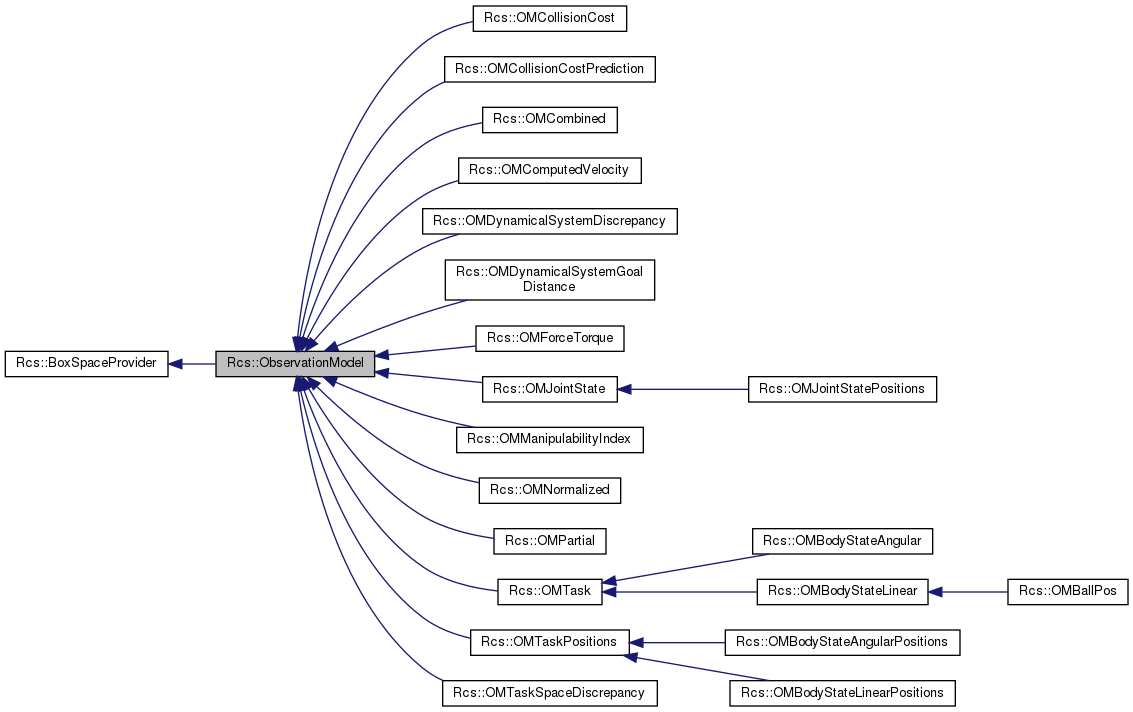 Rcs::OMCollisionCost
Rcs::OMCollisionCostPrediction
Rcs::OMCombined
Rcs::OMComputedVelocity
Rcs::OMDynamicalSystemDiscrepancy
Rcs::OMDynamicalSystemGoal
Distance
Rcs::OMForceTorque
Rcs::BoxSpaceProvider
Rcs::ObservationModel
Rcs::OMJointState
Rcs::OMJointStatePositions
Rcs::OMManipulabilityIndex
Rcs::OMNormalized
Rcs::OMPartial
Rcs::OMBodyStateAngular
Rcs::OMTask
Rcs::OMBodyStateLinear
Rcs::OMBallPos
Rcs::OMTaskPositions
Rcs::OMBodyStateAngularPositions
Rcs::OMTaskSpaceDiscrepancy
Rcs::OMBodyStateLinearPositions